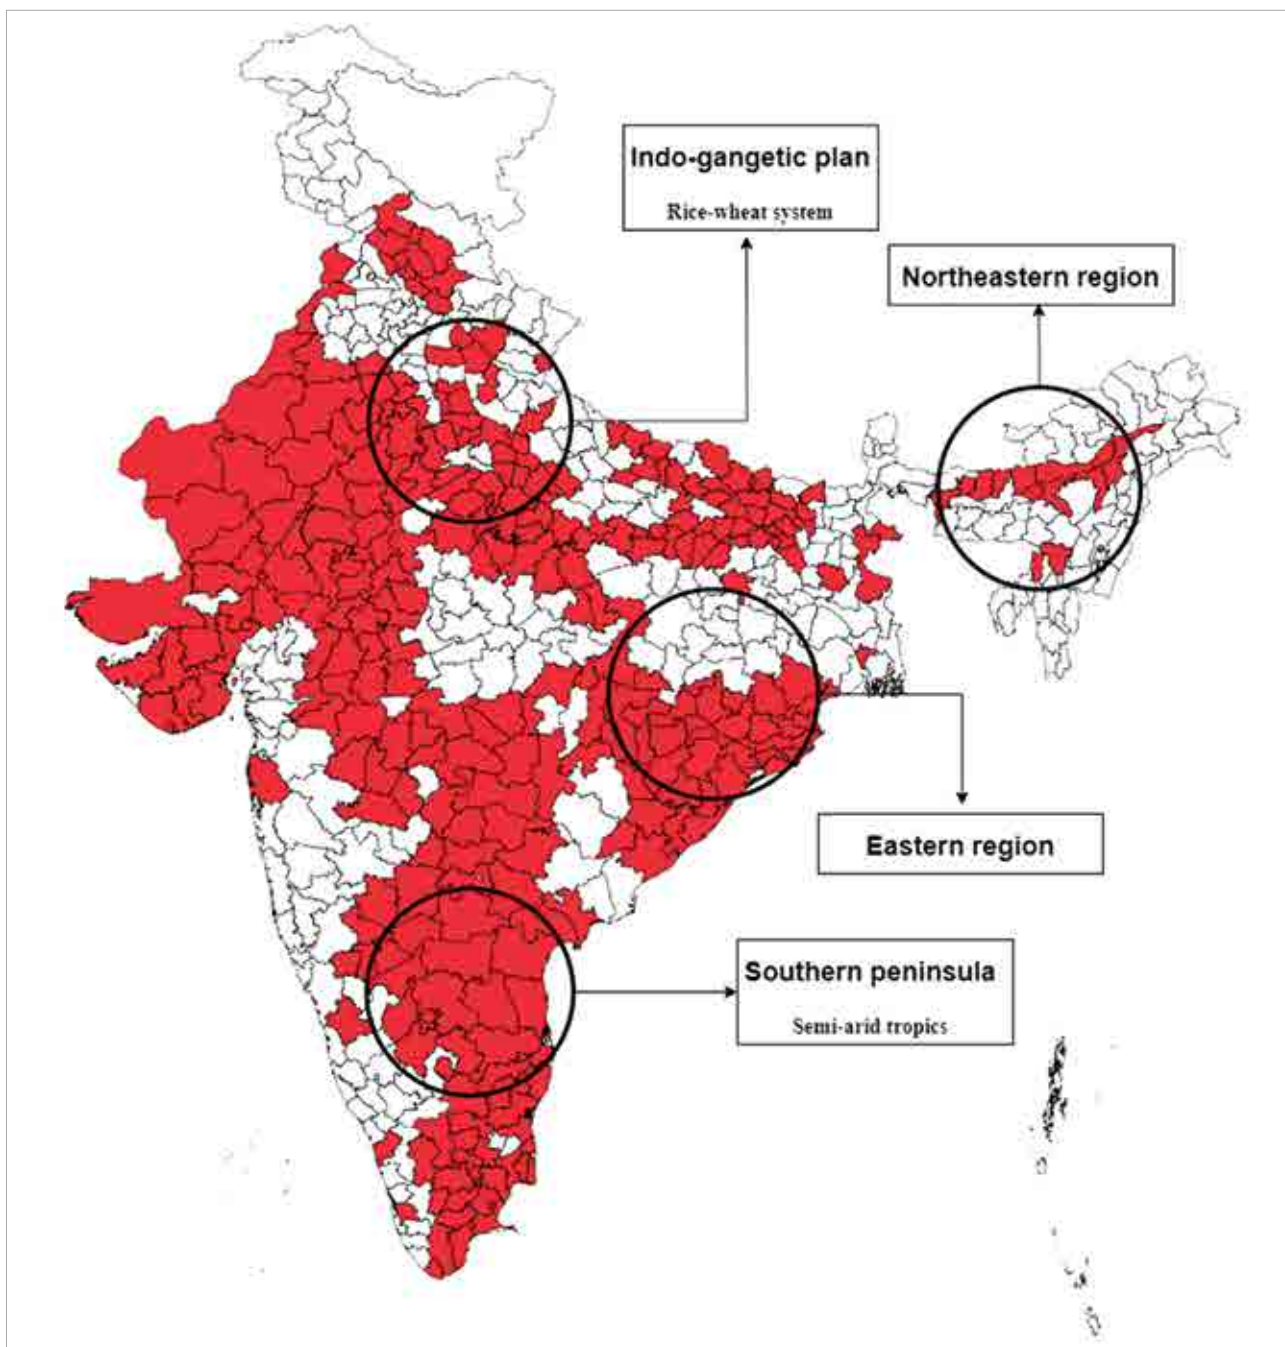 Indo-gangetic plan
Rice-wheat system
Northeastern region
Eastern region
Southern peninsula
Semi-arid tropics